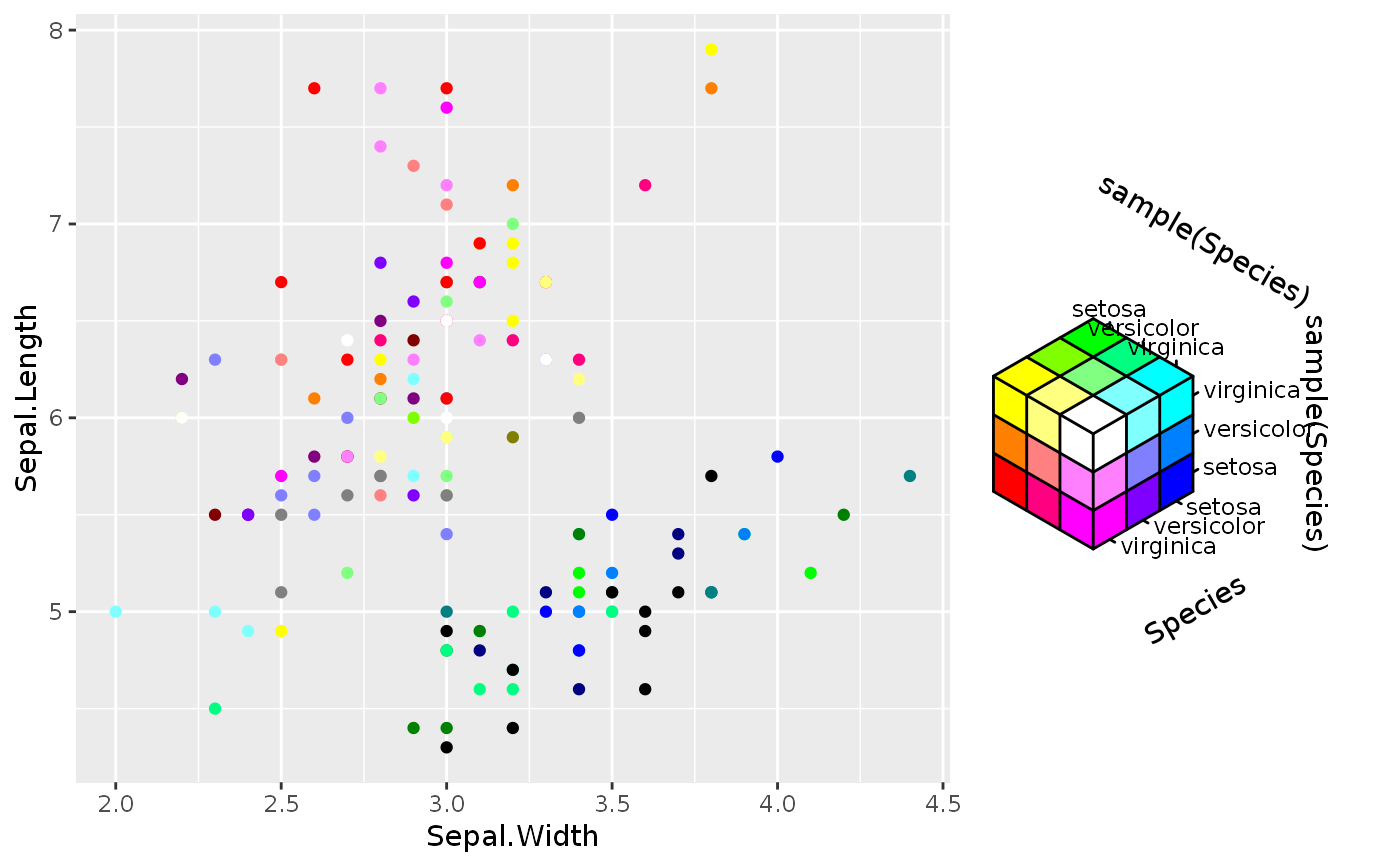 8
7
6
5
Sepal.Length
2.0
2.5
3.0
3.5
4.0
4.5
Sepal.Width
sample(Species)
setosa
versicolor
virginica
virginica
versicolor
setosa
sample(Species)
setosa
versicolor
virginica
Species